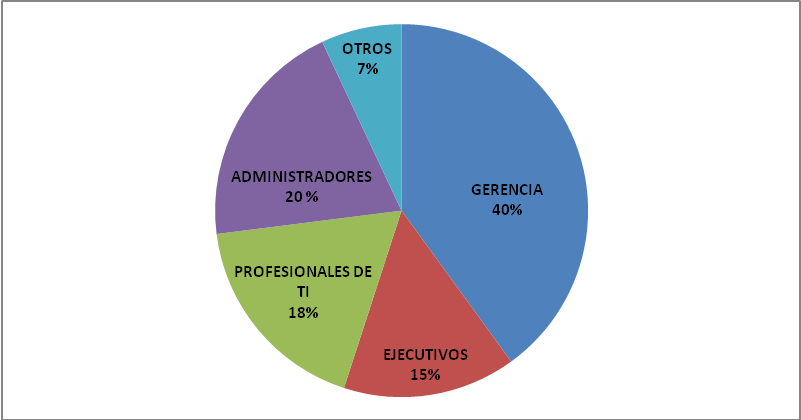 OTROS
7%
ADMINISTRADORES
20 %
GERENCIA
40%
PROFESIONALES DE
TI
18%
EJECUTIVOS
15%